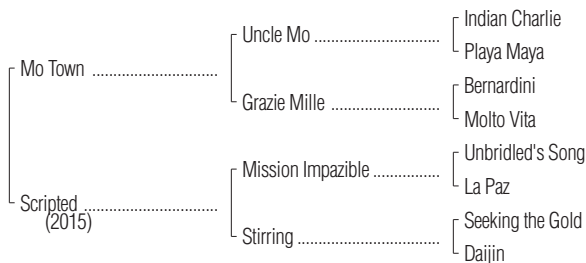 Indian Charlie
Uncle Mo
Playa Maya
Mo Town
Bernardini
Grazie Mille
Molto Vita
Unbridled's Song
Mission Impazible
La Paz
Scripted
(2015)
Seeking the Gold
Stirring
Daijin